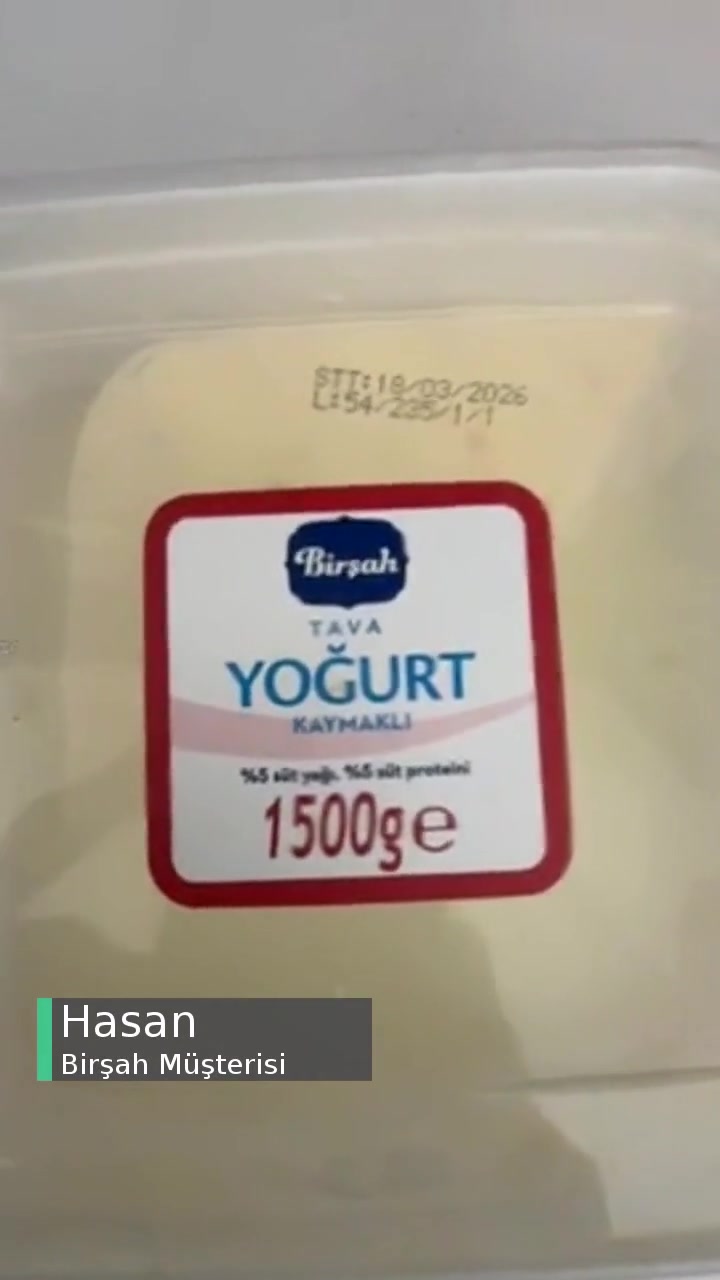 STT:18/03/2026
L:54/225/1/1
Birşah
TAVA
YOĞURT
KAYMAKLI
%5 süt yağı, %5 süt proteini
1500g e
Hasan
Birşah Müşterisi